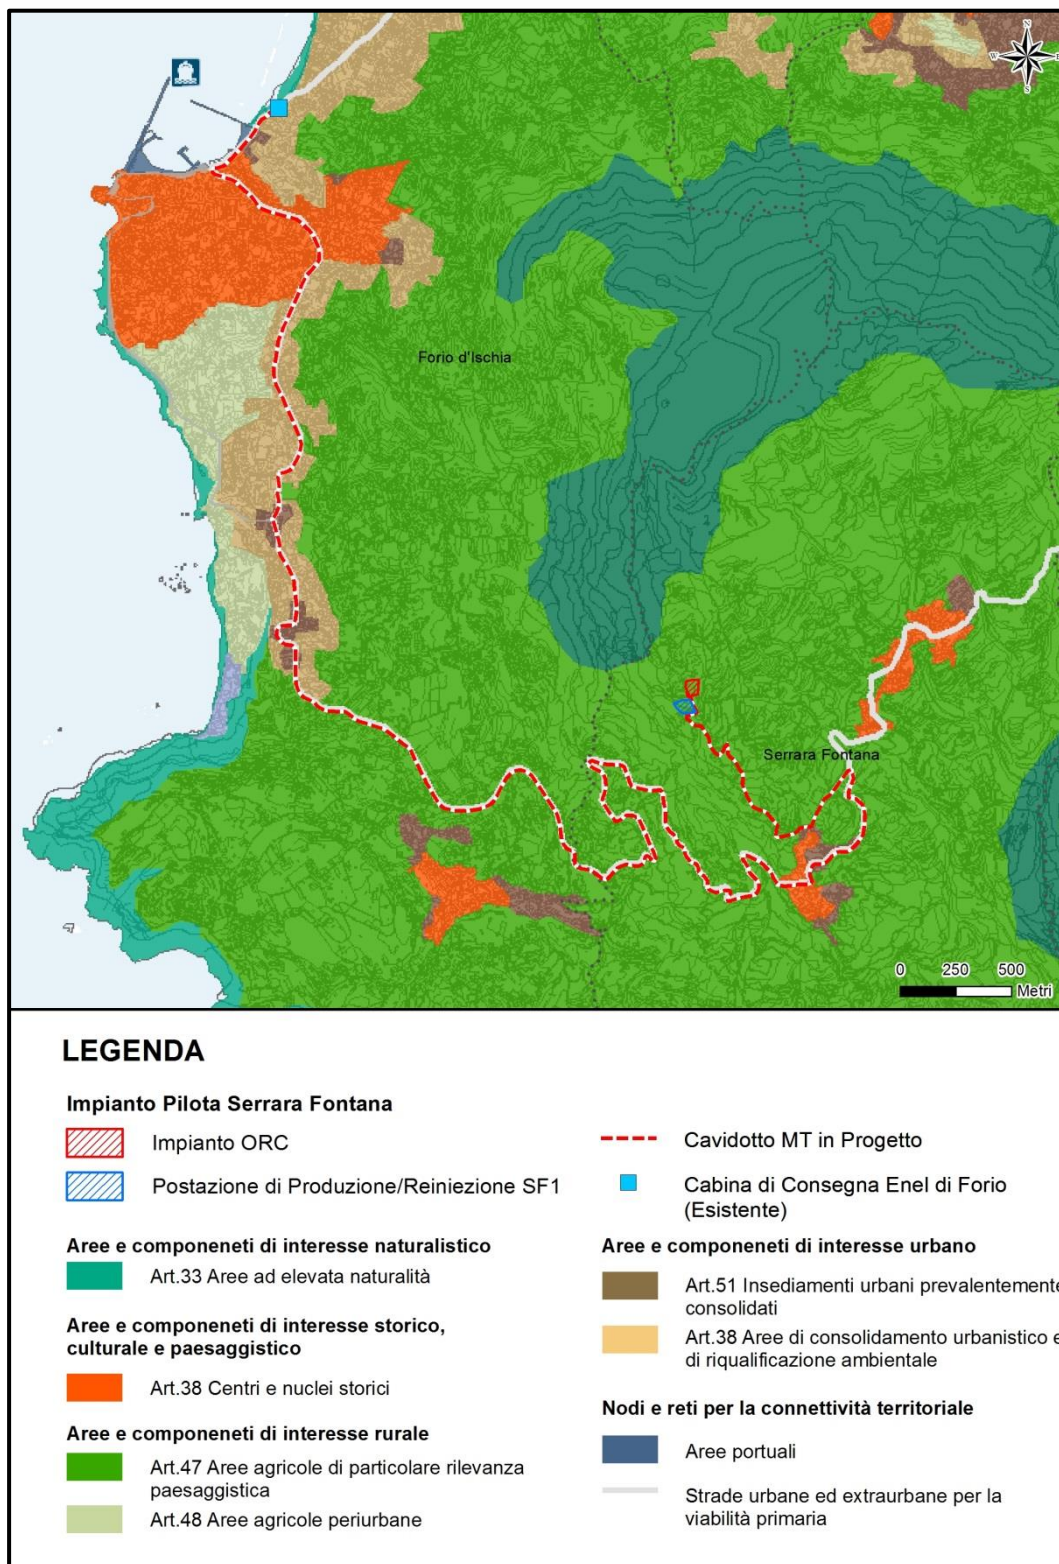 N
W
E
S
Forio d'Ischia
Serrara Fontana
0 250 500
Metri
LEGENDA
Impianto Pilota Serrara Fontana
Impianto ORC
Postazione di Produzione/Reiniezione SF1
Cavidotto MT in Progetto
Cabina di Consegna Enel di Forio
(Esistente)
Aree e componeneti di interesse naturalistico
Art.33 Aree ad elevata naturalità
Aree e componeneti di interesse storico,
culturale e paesaggistico
Art.38 Centri e nuclei storici
Aree e componeneti di interesse rurale
Art.47 Aree agricole di particolare rilevanza
paesaggistica
Art.48 Aree agricole periurbane
Aree e componeneti di interesse urbano
Art.51 Insediamenti urbani prevalentemente
consolidati
Art.38 Aree di consolidamento urbanistico e
di riqualificazione ambientale
Nodi e reti per la connettività territoriale
Aree portuali
Strade urbane ed extraurbane per la
viabilità primaria